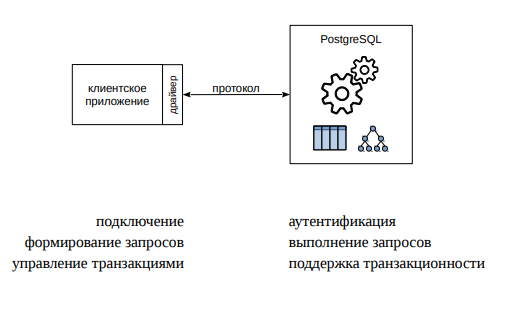 PostgreSQL
клиентское
приложение
драйвер
протокол
подключение
формирование запросов
управление транзакциями
аутентификация
выполнение запросов
поддержка транзакционности